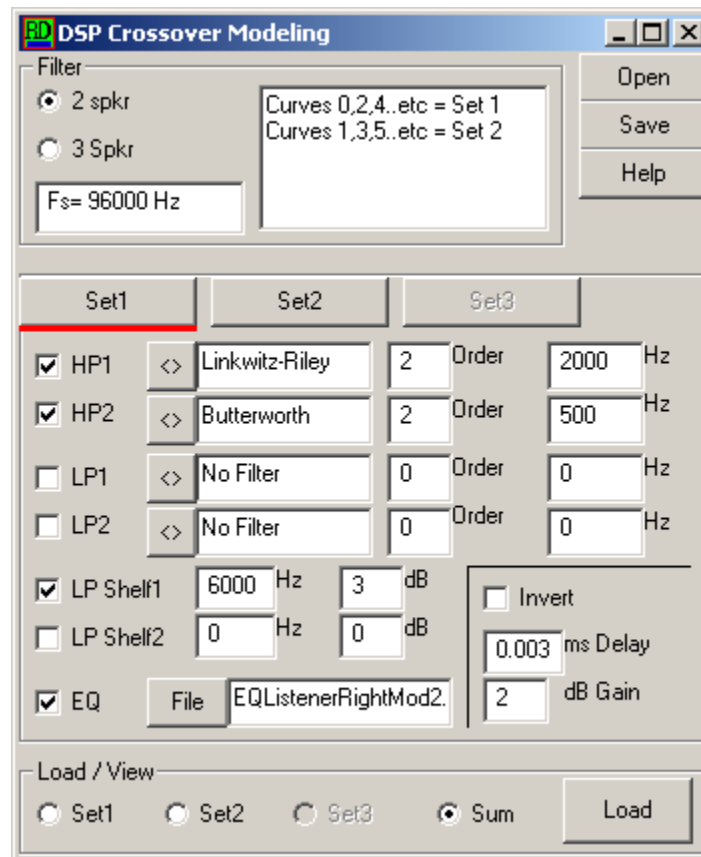 RD DSP Crossover Modeling
Filter
2 spkr
3 Spkr
Fs= 96000 Hz
Curves 0,2,4..etc = Set 1
Curves 1,3,5..etc = Set 2
Open
Save
Help
Set1 Set2 Set3
HP1 <> Linkwitz-Riley 2 Order 2000 Hz
HP2 <> Butterworth 2 Order 500 Hz
LP1 <> No Filter 0 Order 0 Hz
LP2 <> No Filter 0 Order 0 Hz
LP Shelf1 6000 Hz 3 dB
LP Shelf2 0 Hz 0 dB
EQ File EQListenerRightMod2.
Invert
0.003 ms Delay
2 dB Gain
Load / View
Set1 Set2 Set3 Sum Load